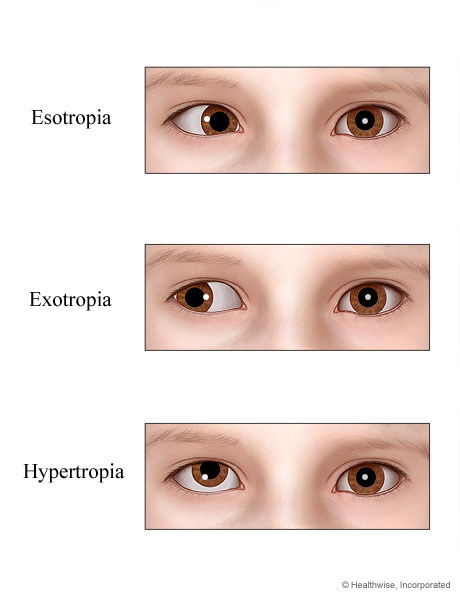 Esotropia
Exotropia
Hypertropia
© Healthwise, Incorporated